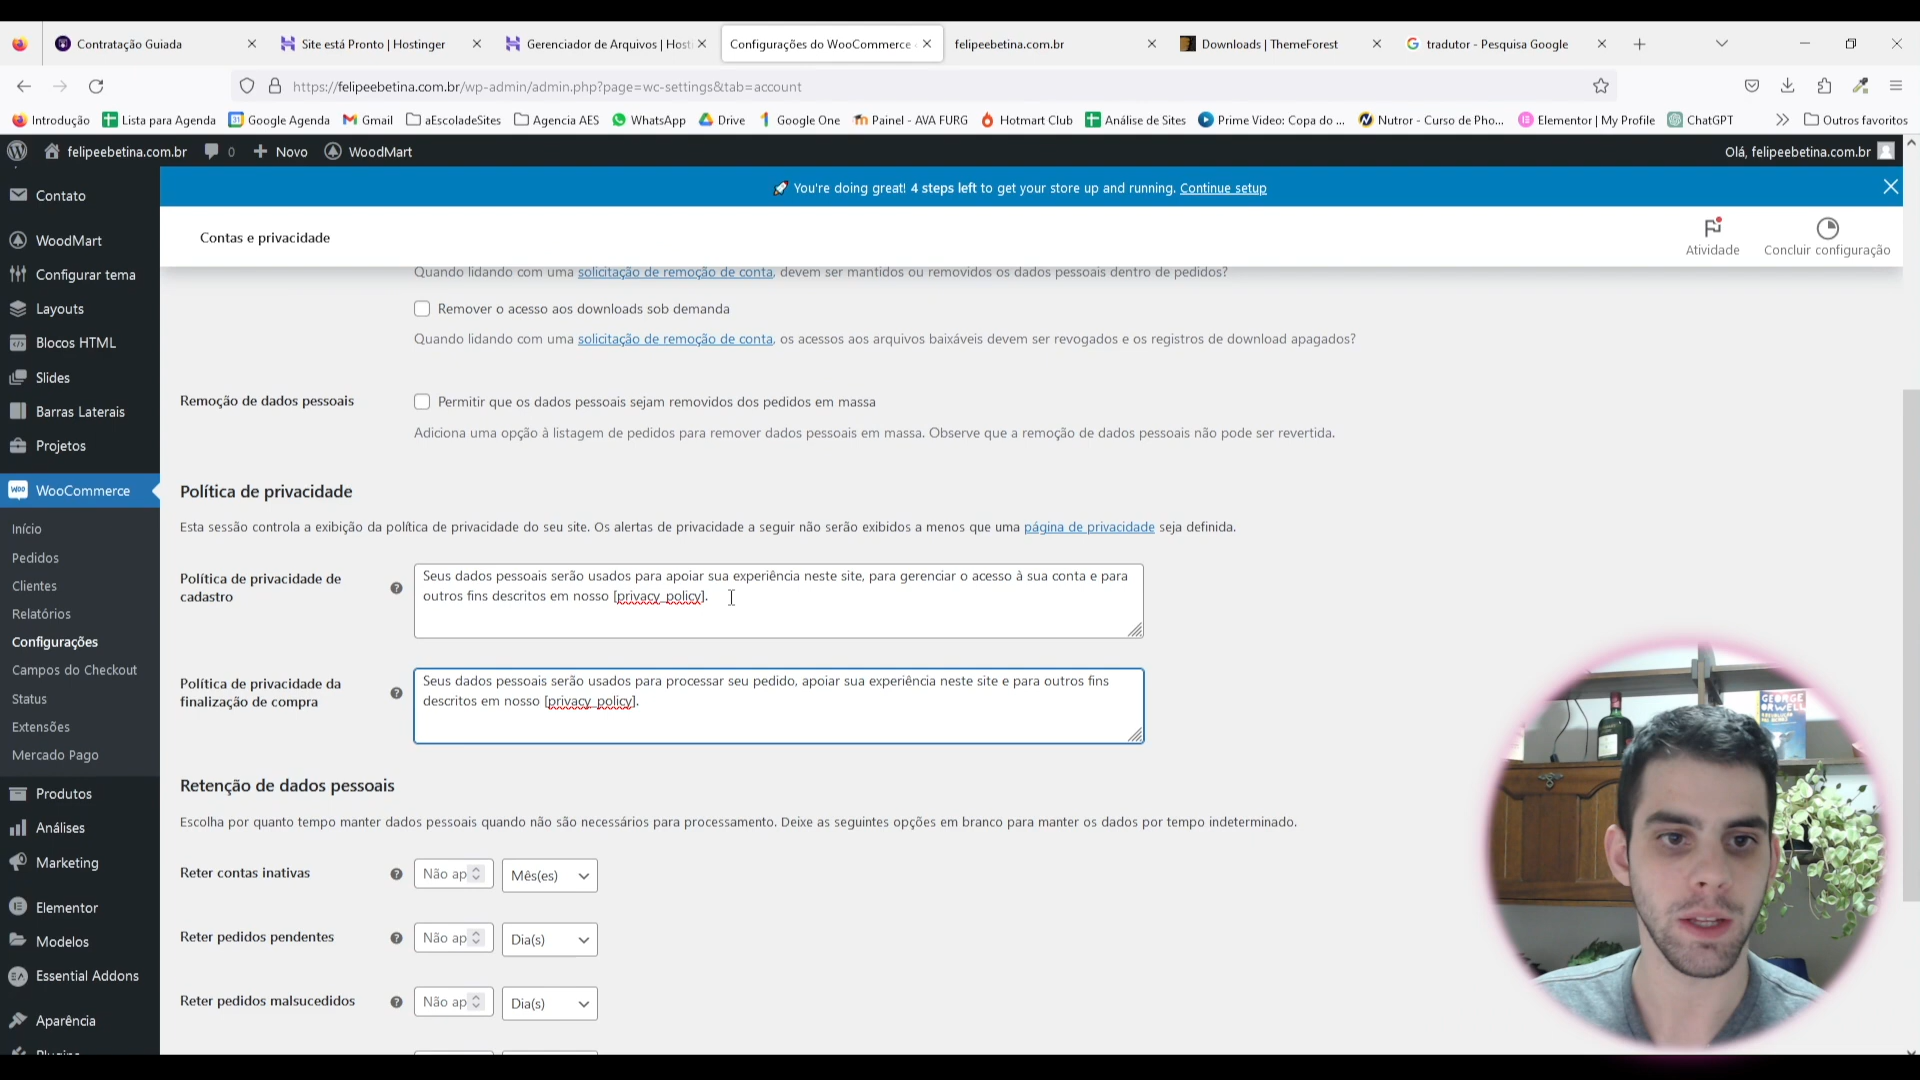 Contratação Guiada
Site está Pronto | Hostinger
Gerenciador de Arquivos | Host
Configurações do WooCommerce
felipeebetina.com.br
Downloads | ThemeForest
tradutor - Pesquisa Google
https://felipeebetina.com.br/wp-admin/admin.php?page=wc-settings&tab=account
Introdução
Lista para Agenda
Google Agenda
Gmail
aEscoladeSites
Agencia AES
WhatsApp
Drive
Google One
Painel - AVA FURG
Hotmart Club
Análise de Sites
Prime Video: Copa do ...
Nutror - Curso de Pho...
Elementor | My Profile
ChatGPT
Outros favoritos
felipeebetina.com.br
0
Novo
WoodMart
Olá, felipeebetina.com.br
You're doing great! 4 steps left to get your store up and running. Continue setup
Contas e privacidade
Atividade
Concluir configuração
Contato
WoodMart
Configurar tema
Layouts
Blocos HTML
Slides
Barras Laterais
Projetos
WooCommerce
Início
Pedidos
Clientes
Relatórios
Configurações
Campos do Checkout
Status
Extensões
Mercado Pago
Produtos
Análises
Marketing
Elementor
Modelos
Essential Addons
Aparência
Plugins
Quando lidando com uma solicitação de remoção de conta, devem ser mantidos ou removidos os dados pessoais dentro de pedidos?
Remover o acesso aos downloads sob demanda
Quando lidando com uma solicitação de remoção de conta, os acessos aos arquivos baixáveis devem ser revogados e os registros de download apagados?
Remoção de dados pessoais
Permitir que os dados pessoais sejam removidos dos pedidos em massa
Adiciona uma opção à listagem de pedidos para remover dados pessoais em massa. Observe que a remoção de dados pessoais não pode ser revertida.
Política de privacidade
Esta sessão controla a exibição da política de privacidade do seu site. Os alertas de privacidade a seguir não serão exibidos a menos que uma página de privacidade seja definida.
Política de privacidade de
cadastro
Seus dados pessoais serão usados para apoiar sua experiência neste site, para gerenciar o acesso à sua conta e para
outros fins descritos em nosso [privacy_policy].
Política de privacidade da
finalização de compra
Seus dados pessoais serão usados para processar seu pedido, apoiar sua experiência neste site e para outros fins
descritos em nosso [privacy_policy].
Retenção de dados pessoais
Escolha por quanto tempo manter dados pessoais quando não são necessários para processamento. Deixe as seguintes opções em branco para manter os dados por tempo indeterminado.
Reter contas inativas
Não ap
Mês(es)
Reter pedidos pendentes
Não ap
Dia(s)
Reter pedidos malsucedidos
Não ap
Dia(s)
GEORGE
ORWELL